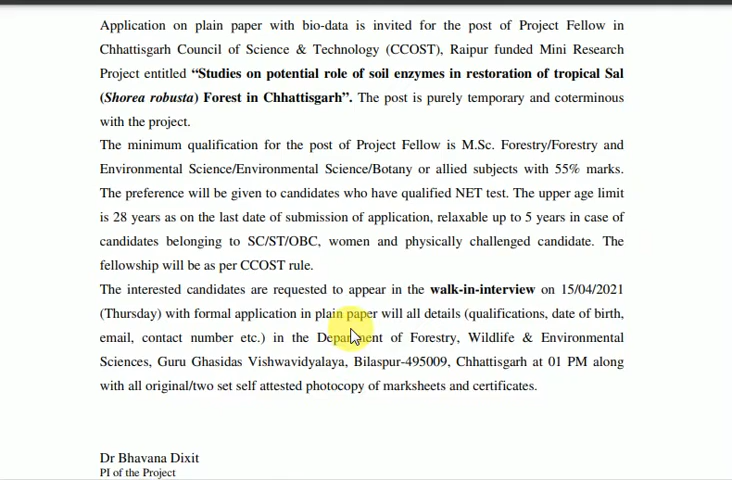 Application on plain paper with bio-data is invited for the post of Project Fellow in
Chhattisgarh Council of Science & Technology (CCOST), Raipur funded Mini Research
Project entitled “Studies on potential role of soil enzymes in restoration of tropical Sal
(Shorea robusta) Forest in Chhattisgarh”. The post is purely temporary and coterminous
with the project.
The minimum qualification for the post of Project Fellow is M.Sc. Forestry/Forestry and
Environmental Science/Environmental Science/Botany or allied subjects with 55% marks.
The preference will be given to candidates who have qualified NET test. The upper age limit
is 28 years as on the last date of submission of application, relaxable up to 5 years in case of
candidates belonging to SC/ST/OBC, women and physically challenged candidate. The
fellowship will be as per CCOST rule.
The interested candidates are requested to appear in the walk-in-interview on 15/04/2021
(Thursday) with formal application in plain paper will all details (qualifications, date of birth,
email, contact number etc.) in the Department of Forestry, Wildlife & Environmental
Sciences, Guru Ghasidas Vishwavidyalaya, Bilaspur-495009, Chhattisgarh at 01 PM along
with all original/two set self attested photocopy of marksheets and certificates.
Dr Bhavana Dixit
PI of the Project